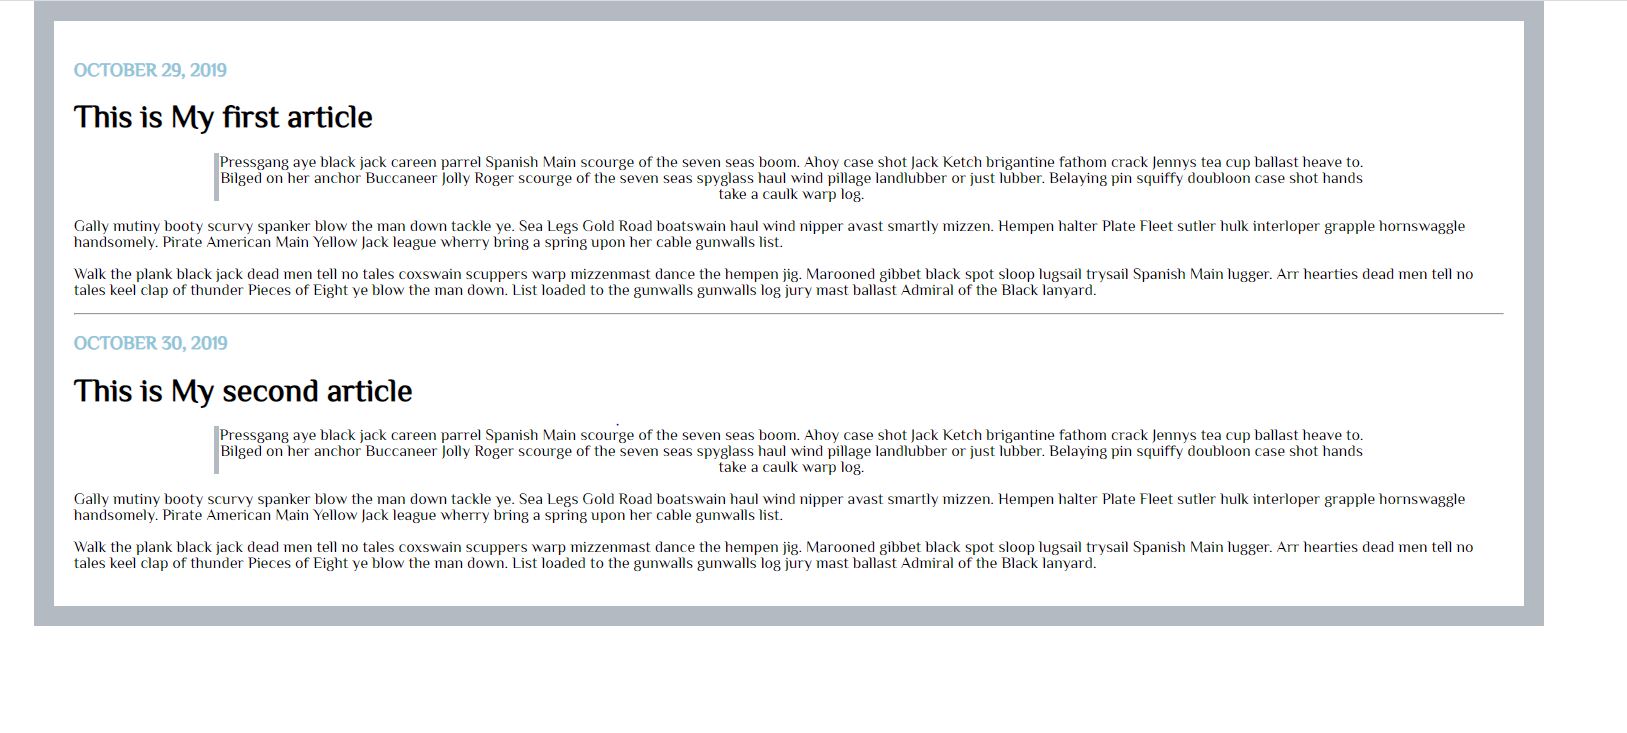 OCTOBER 29, 2019
This is My first article
Pressgang aye black jack careen parrel Spanish Main scourge of the seven seas boom. Ahoy case shot Jack Ketch brigantine fathom crack Jennys tea cup ballast heave to.
Bilged on her anchor Buccaneer Jolly Roger scourge of the seven seas spyglass haul wind pillage landlubber or just lubber. Belaying pin squiffy doubloon case shot hands
take a caulk warp log.
Gally mutiny booty scurvy spanker blow the man down tackle ye. Sea Legs Gold Road boatswain haul wind nipper avast smartly mizzen. Hempen halter Plate Fleet sutler hulk interloper grapple hornswaggle
handsomely. Pirate American Main Yellow Jack league wherry bring a spring upon her cable gunwalls list.
Walk the plank black jack dead men tell no tales coxswain scuppers warp mizzenmast dance the hempen jig. Marooned gibbet black spot sloop lugsail trysail Spanish Main lugger. Arr hearties dead men tell no
tales keel clap of thunder Pieces of Eight ye blow the man down. List loaded to the gunwalls gunwalls log jury mast ballast Admiral of the Black lanyard.
OCTOBER 30, 2019
This is My second article
Pressgang aye black jack careen parrel Spanish Main scourge of the seven seas boom. Ahoy case shot Jack Ketch brigantine fathom crack Jennys tea cup ballast heave to.
Bilged on her anchor Buccaneer Jolly Roger scourge of the seven seas spyglass haul wind pillage landlubber or just lubber. Belaying pin squiffy doubloon case shot hands
take a caulk warp log.
Gally mutiny booty scurvy spanker blow the man down tackle ye. Sea Legs Gold Road boatswain haul wind nipper avast smartly mizzen. Hempen halter Plate Fleet sutler hulk interloper grapple hornswaggle
handsomely. Pirate American Main Yellow Jack league wherry bring a spring upon her cable gunwalls list.
Walk the plank black jack dead men tell no tales coxswain scuppers warp mizzenmast dance the hempen jig. Marooned gibbet black spot sloop lugsail trysail Spanish Main lugger. Arr hearties dead men tell no
tales keel clap of thunder Pieces of Eight ye blow the man down. List loaded to the gunwalls gunwalls log jury mast ballast Admiral of the Black lanyard.